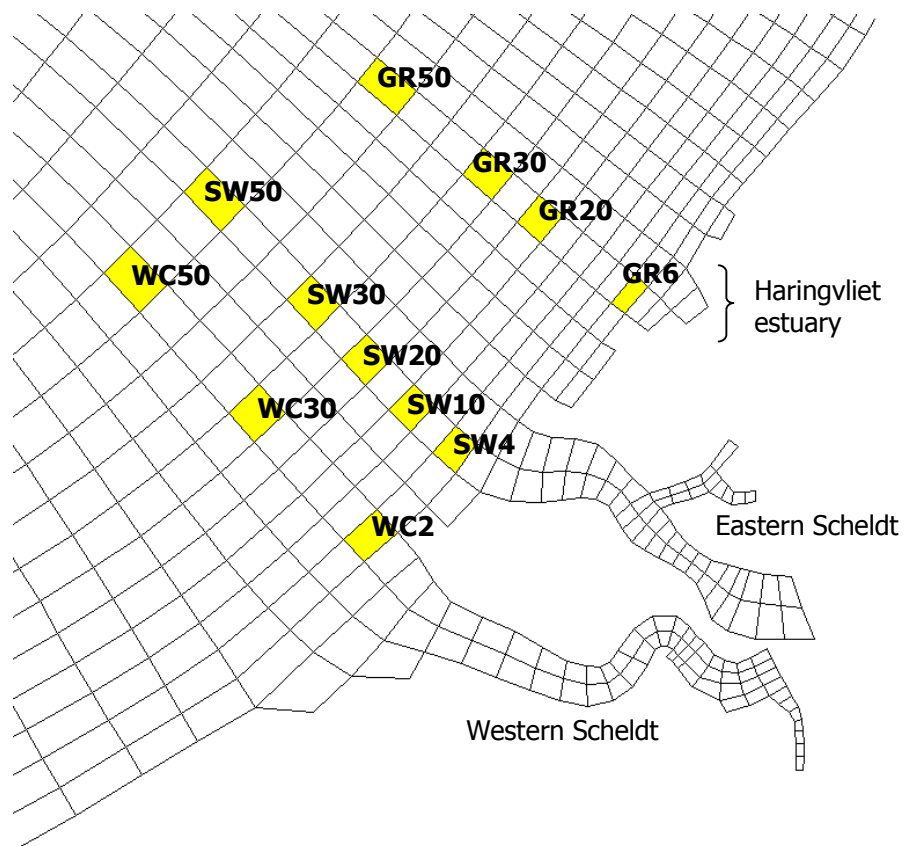 GR50
GR30
SW50
GR20
WC50
GR6
SW30
Haringvliet
estuary
SW20
WC30
SW10
SW4
WC2
Eastern Scheldt
Western Scheldt